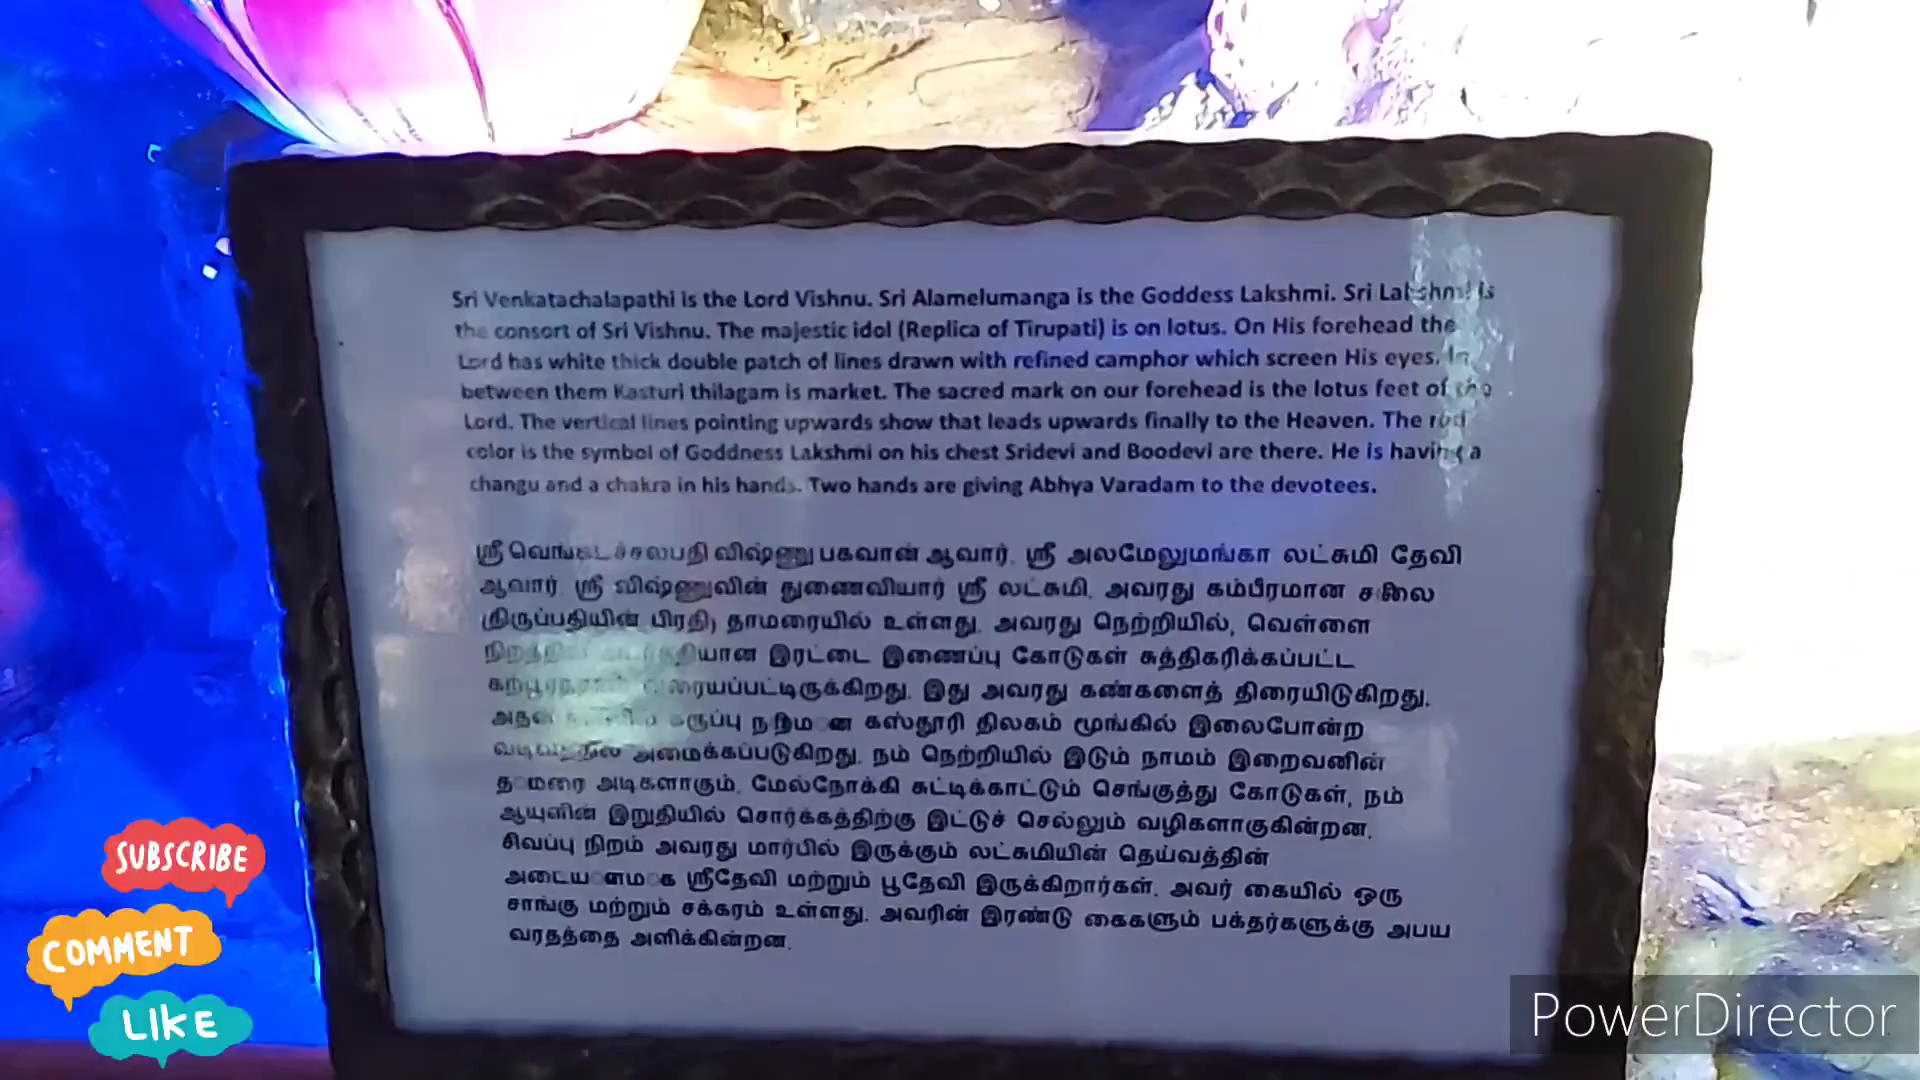 Sri Venkatachalapathi is the Lord Vishnu. Sri Alamelumanga is the Goddess Lakshmi. Sri Lakshmi is
the consort of Sri Vishnu. The majestic idol (Replica of Tirupati) is on lotus. On His forehead the
Lord has white thick double patch of lines drawn with refined camphor which screen His eyes. In
between them Kasturi thilagam is market. The sacred mark on our forehead is the lotus feet of the
Lord. The vertical lines pointing upwards show that leads upwards finally to the Heaven. The red
color is the symbol of Goddness Lakshmi on his chest Sridevi and Boodevi are there. He is having a
changu and a chakra in his hands. Two hands are giving Abhya Varadam to the devotees.
ஸ்ரீ வெங்கடச்சலபதி விஷ்ணு பகவான் ஆவார். ஸ்ரீ அலமேலுமங்கா லட்சுமி தேவி
ஆவார். ஸ்ரீ விஷ்ணுவின் துணைவியார் ஸ்ரீ லட்சுமி. அவரது கம்பீரமான
திருப்பதியின் பிரதி) தாமரையில் உள்ளது. அவரது நெற்றியில், வெள்ளை
இரட்டை இணைப்பு கோடுகள் சுத்திகரிக்கப்பட்ட
வரையப்பட்டிருக்கிறது. இது அவரது கண்களைத் திரையிடுகிறது.
கருப்பு கஸ்தூரி திலகம் மூங்கில் இலைபோன்ற
அமைக்கப்படுகிறது. நம் நெற்றியில் இடும் நாமம் இறைவனின்
தாமரை அடிகளாகும். மேல்நோக்கி சுட்டிக்காட்டும் செங்குத்து கோடுகள், நம்
ஆயுளின் இறுதியில் சொர்க்கத்திற்கு இட்டுச் செல்லும் வழிகளாகுகின்றன.
சிவப்பு நிறம் அவரது மார்பில் இருக்கும் லட்சுமியின் தெய்வத்தின்
அடையாளமாக ஸ்ரீதேவி மற்றும் பூதேவி இருக்கிறார்கள். அவர் கையில் ஒரு
சாங்கு மற்றும் சக்கரம் உள்ளது. அவரின் இரண்டு கைகளும் பக்தர்களுக்கு அபய
வரதத்தை அளிக்கின்றன.
SUBSCRIBE
COMMENT
LIKE
PowerDirector